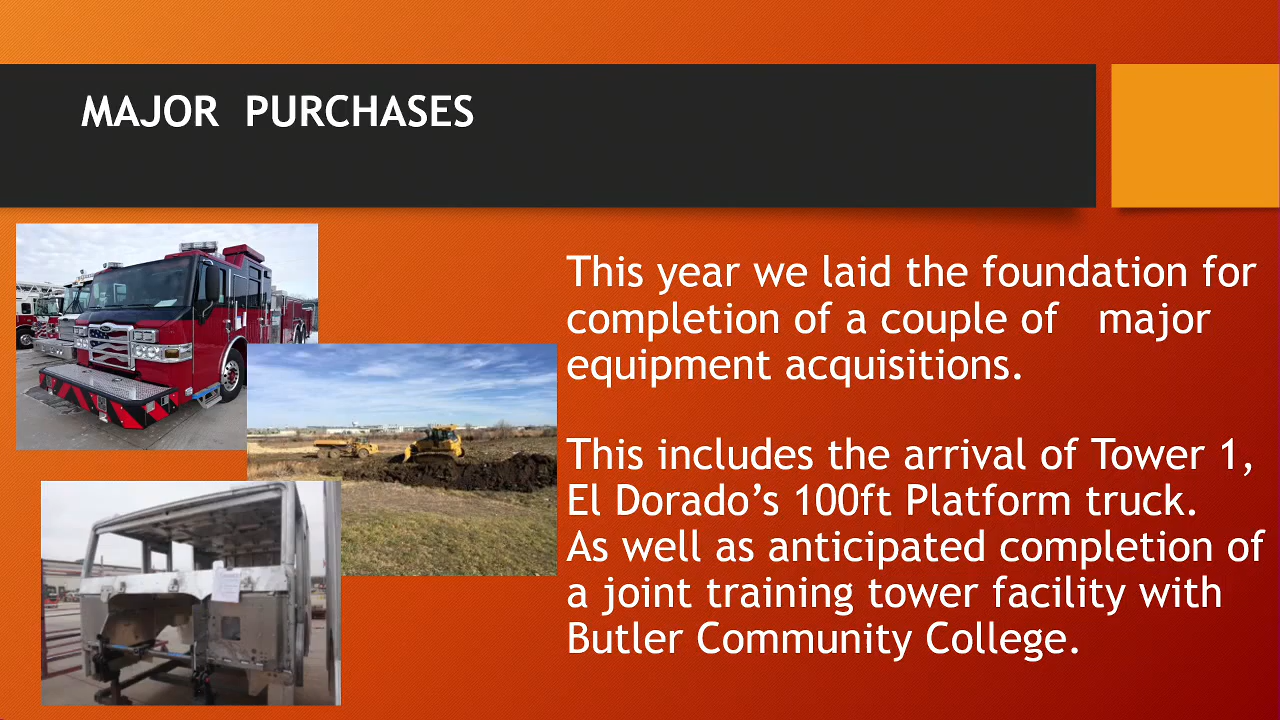 MAJOR PURCHASES
This year we laid the foundation for
completion of a couple of major
equipment acquisitions.
This includes the arrival of Tower 1,
El Dorado’s 100ft Platform truck.
As well as anticipated completion of
a joint training tower facility with
Butler Community College.